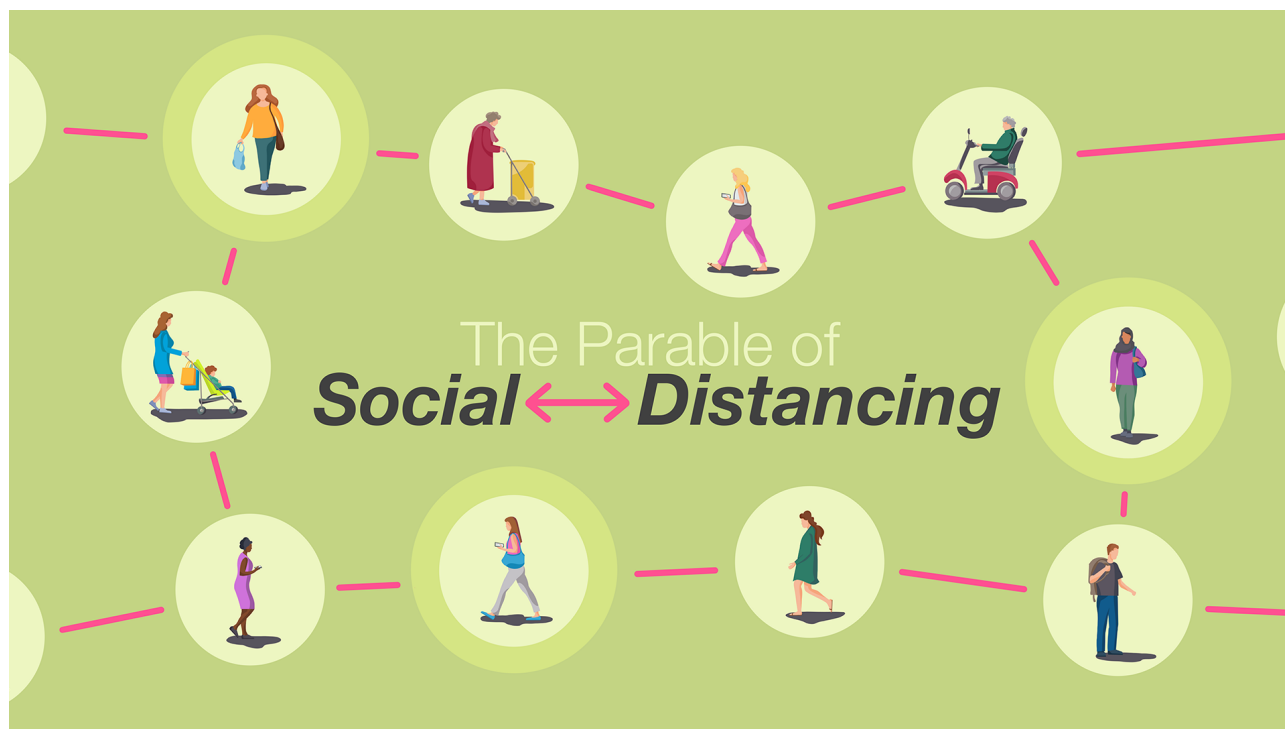 The Parable of
Social Distancing